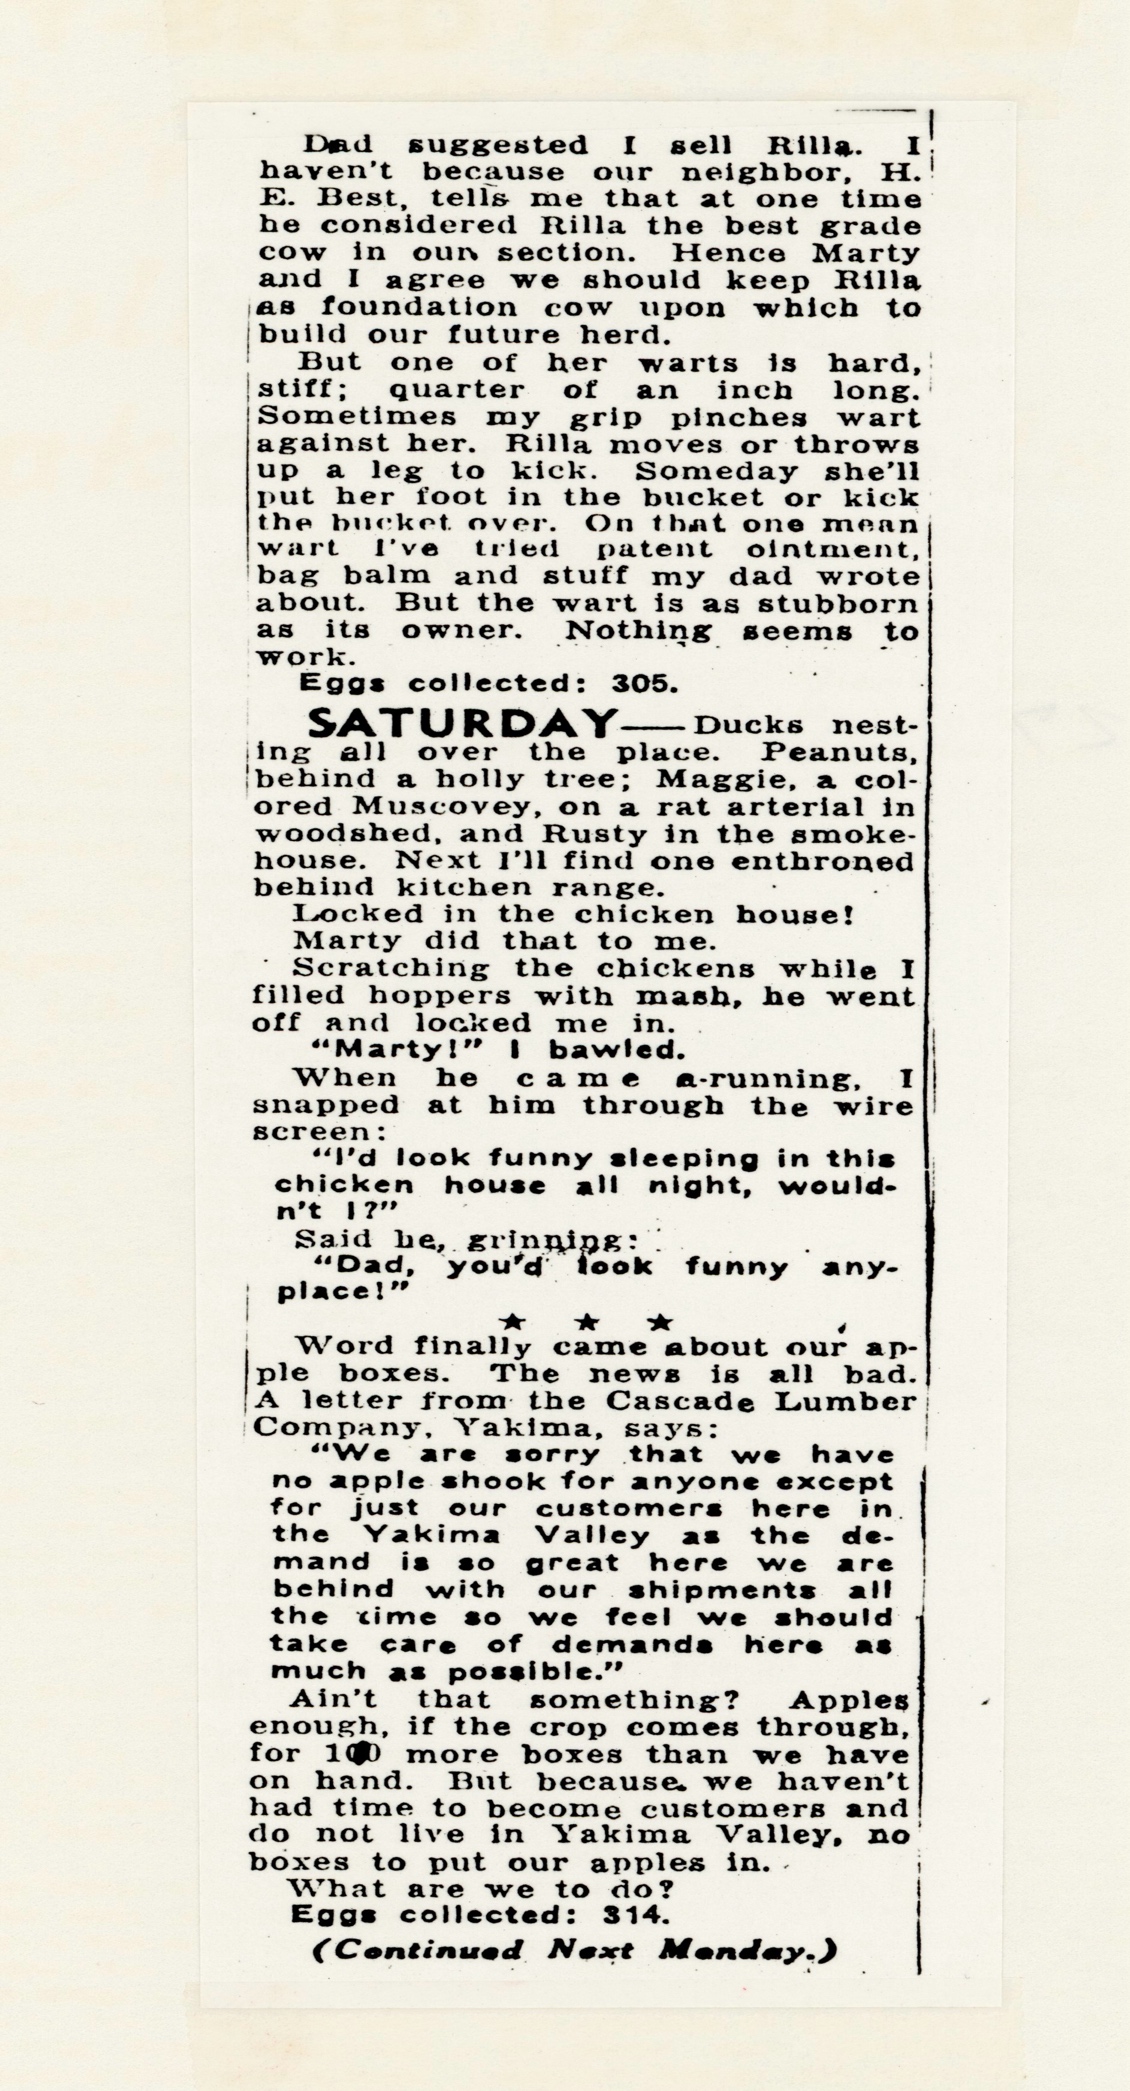 Dad suggested I sell Rilla. I
haven't because our neighbor, H.
E. Best, tells me that at one time
he considered Rilla the best grade
cow in our section. Hence Marty
and I agree we should keep Rilla
as foundation cow upon which to
build our future herd.
But one of her warts is hard,
stiff; quarter of an inch long.
Sometimes my grip pinches wart
against her. Rilla moves or throws
up a leg to kick. Someday she'll
put her foot in the bucket or kick
the bucket over. On that one mean
wart I've tried patent ointment,
bag balm and stuff my dad wrote
about. But the wart is as stubborn
as its owner. Nothing seems to
work.
Eggs collected: 305.
SATURDAY—Ducks nest-
ing all over the place. Peanuts,
behind a holly tree; Maggie, a col-
ored Muscovey, on a rat arterial in
woodshed, and Rusty in the smoke-
house. Next I'll find one enthroned
behind kitchen range.
Locked in the chicken house!
Marty did that to me.
Scratching the chickens while I
filled hoppers with mash, he went
off and locked me in.
"Marty!" I bawled.
When he came a-running, I
snapped at him through the wire
screen:
"I'd look funny sleeping in this
chicken house all night, would-
n't I?"
Said he, grinning:
"Dad, you'd look funny any-
place!"
★ ★ ★
Word finally came about our ap-
ple boxes. The news is all bad.
A letter from the Cascade Lumber
Company, Yakima, says:
"We are sorry that we have
no apple shook for anyone except
for just our customers here in
the Yakima Valley as the de-
mand is so great here we are
behind with our shipments all
the time so we feel we should
take care of demands here as
much as possible."
Ain't that something? Apples
enough, if the crop comes through,
for 100 more boxes than we have
on hand. But because we haven't
had time to become customers and
do not live in Yakima Valley, no
boxes to put our apples in.
What are we to do?
Eggs collected: 314.
(Continued Next Monday.)